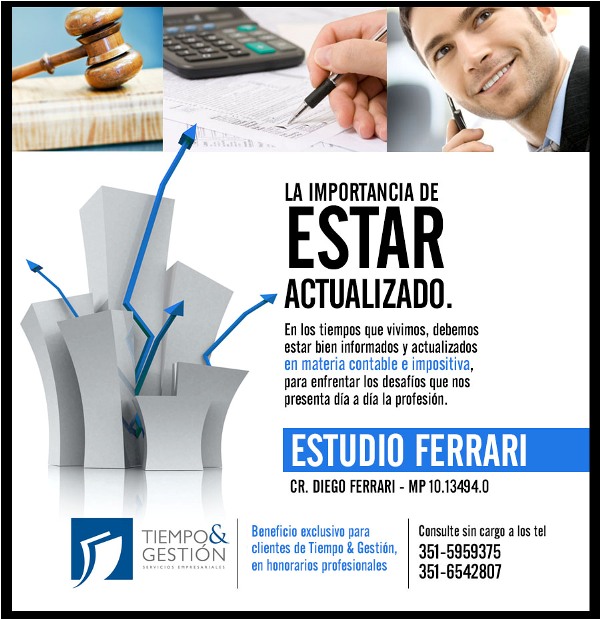 LA IMPORTANCIA DE
ESTAR
ACTUALIZADO.
En los tiempos que vivimos, debemos
estar bien informados y actualizados
en materia contable e impositiva,
para enfrentar los desafíos que nos
presenta día a día la profesión.
ESTUDIO FERRARI
CR. DIEGO FERRARI - MP 10.13494.0
TIEMPO&
GESTIÓN
SERVICIOS EMPRESARIALES
Beneficio exclusivo para
clientes de Tiempo & Gestión,
en honorarios profesionales
Consulte sin cargo a los tel
351-5959375
351-6542807